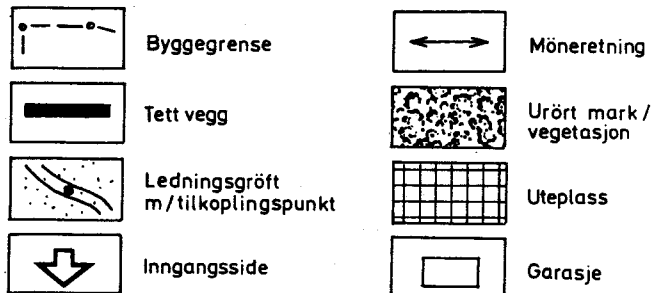 Byggegrense
Tett vegg
Ledningsgröft
m/tilkoplingspunkt
Inngangsside
Möneretning
Urört mark/
vegetasjon
Uteplass
Garasje